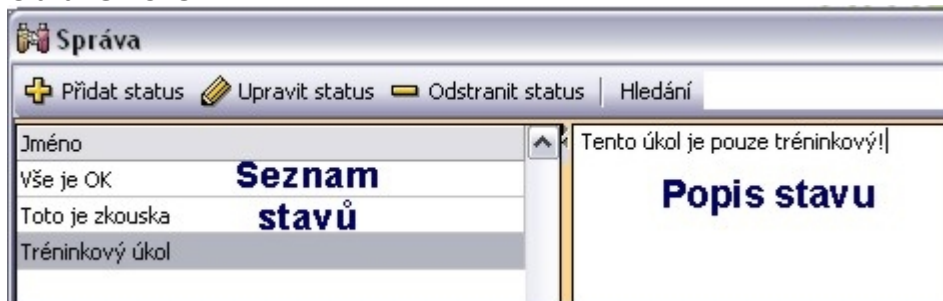 Správa
Přidat status Upravit status Odstranit status Hledání
Jméno
Vše je OK
Toto je zkouska
Tréninkový úkol
Seznam
stavů
Tento úkol je pouze tréninkový!
Popis stavu